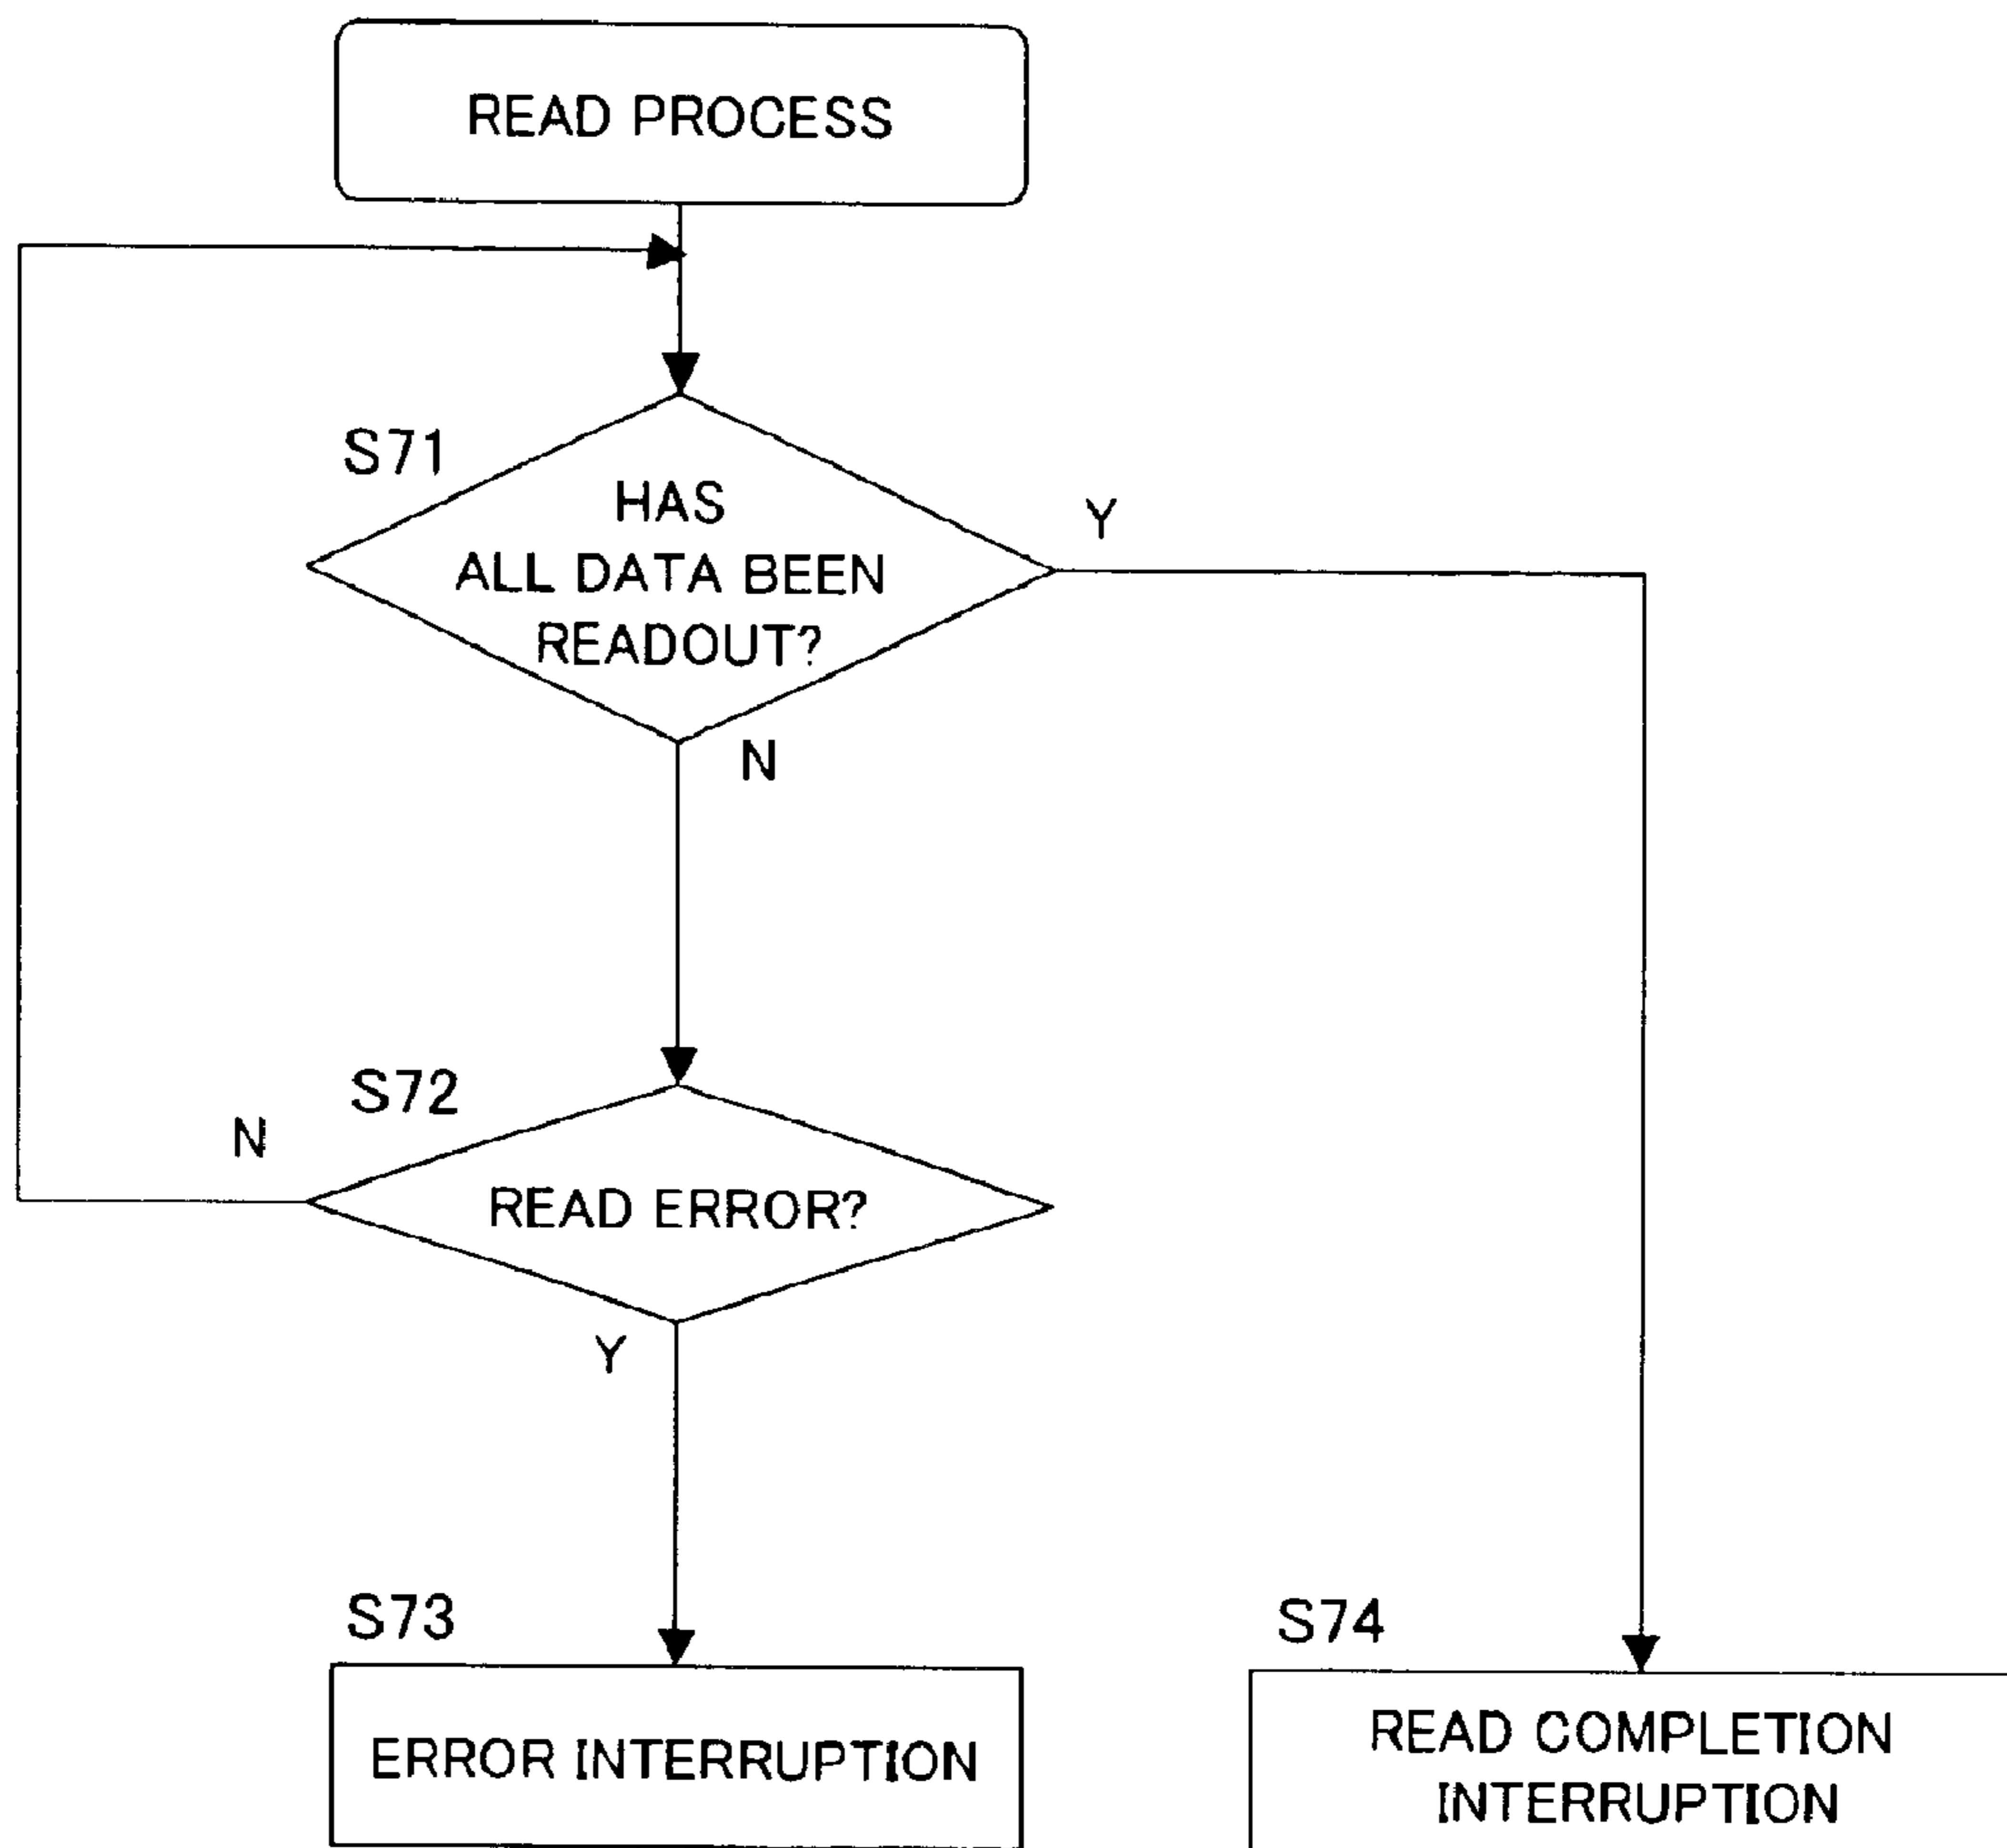 READ PROCESS
S71
HAS
ALL DATA BEEN
READOUT?
Y
N
S72
N
READ ERROR?
Y
S73
S74
ERROR INTERRUPTION
READ COMPLETION
INTERRUPTION